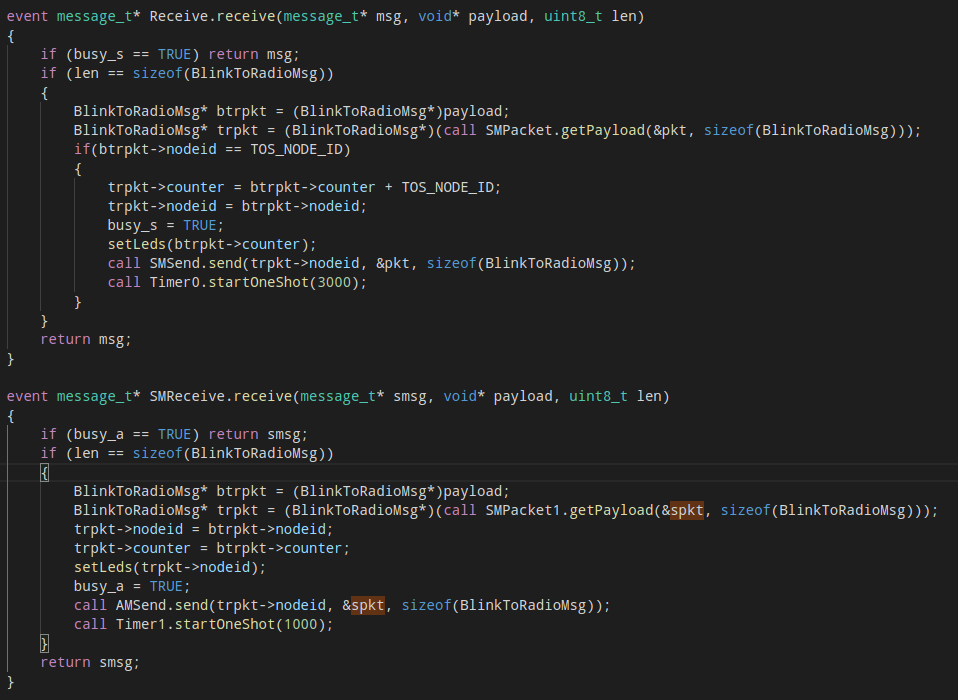 event message_t* Receive.receive(message_t* msg, void* payload, uint8_t len)
{
    if (busy_s == TRUE) return msg;
    if (len == sizeof(BlinkToRadioMsg))
    {
        BlinkToRadioMsg* btrpkt = (BlinkToRadioMsg*)payload;
        BlinkToRadioMsg* trpkt = (BlinkToRadioMsg*)(call SMPacket.getPayload(&pkt, sizeof(BlinkToRadioMsg)));
        if(btrpkt->nodeid == TOS_NODE_ID)
        {
            trpkt->counter = btrpkt->counter + TOS_NODE_ID;
            trpkt->nodeid = btrpkt->nodeid;
            busy_s = TRUE;
            setLeds(btrpkt->counter);
            call SMSend.send(trpkt->nodeid, &pkt, sizeof(BlinkToRadioMsg));
            call Timer0.startOneShot(3000);
        }
    }
    return msg;
}

event message_t* SMReceive.receive(message_t* smsg, void* payload, uint8_t len)
{
    if (busy_a == TRUE) return smsg;
    if (len == sizeof(BlinkToRadioMsg))
    {
        BlinkToRadioMsg* btrpkt = (BlinkToRadioMsg*)payload;
        BlinkToRadioMsg* trpkt = (BlinkToRadioMsg*)(call SMPacket1.getPayload(&spkt, sizeof(BlinkToRadioMsg)));
        trpkt->nodeid = btrpkt->nodeid;
        trpkt->counter = btrpkt->counter;
        setLeds(trpkt->nodeid);
        busy_a = TRUE;
        call AMSend.send(trpkt->nodeid, &spkt, sizeof(BlinkToRadioMsg));
        call Timer1.startOneShot(1000);
    }
    return smsg;
}